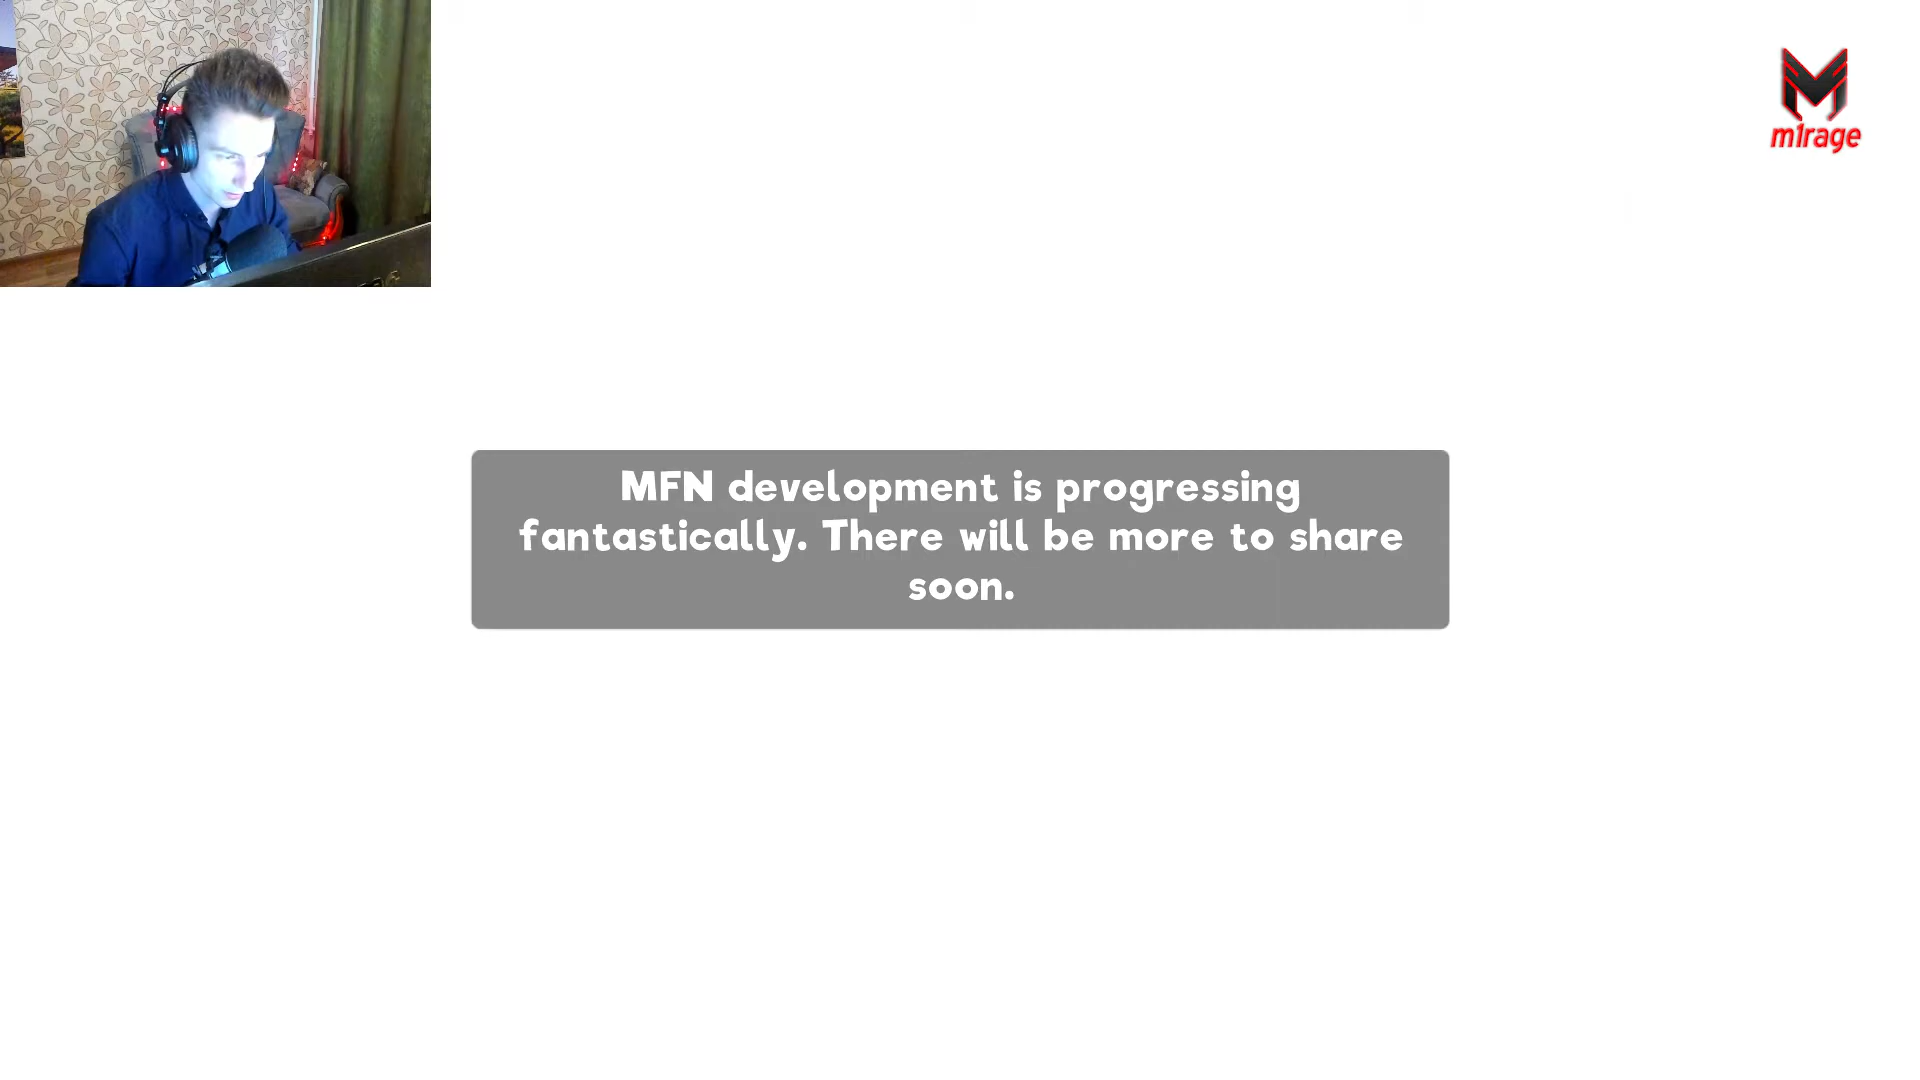 m1rage
MFN development is progressing
fantastically. There will be more to share
soon.